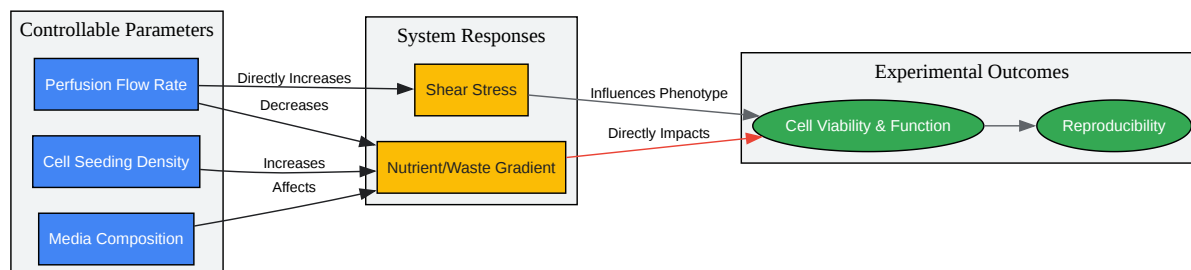 Controllable Parameters
Perfusion Flow Rate
Cell Seeding Density
Media Composition
Directly Increases
Decreases
Increases
Affects
System Responses
Shear Stress
Nutrient/Waste Gradient
Influences Phenotype
Directly Impacts
Experimental Outcomes
Cell Viability & Function
Reproducibility